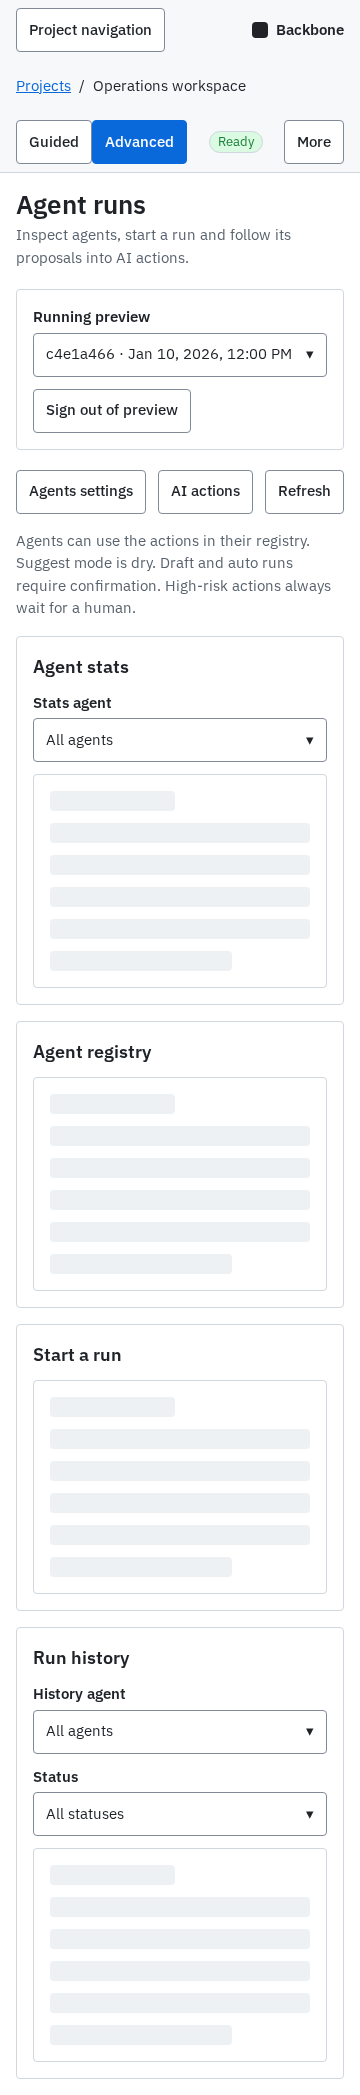 Project navigation
Backbone
Projects / Operations workspace
Guided
Advanced
Ready
More
Agent runs
Inspect agents, start a run and follow its
proposals into AI actions.
Running preview
c4e1a466 · Jan 10, 2026, 12:00 PM ▾
Sign out of preview
Agents settings
AI actions
Refresh
Agents can use the actions in their registry.
Suggest mode is dry. Draft and auto runs
require confirmation. High-risk actions always
wait for a human.
Agent stats
Stats agent
All agents ▾
Agent registry
Start a run
Run history
History agent
All agents ▾
Status
All statuses ▾